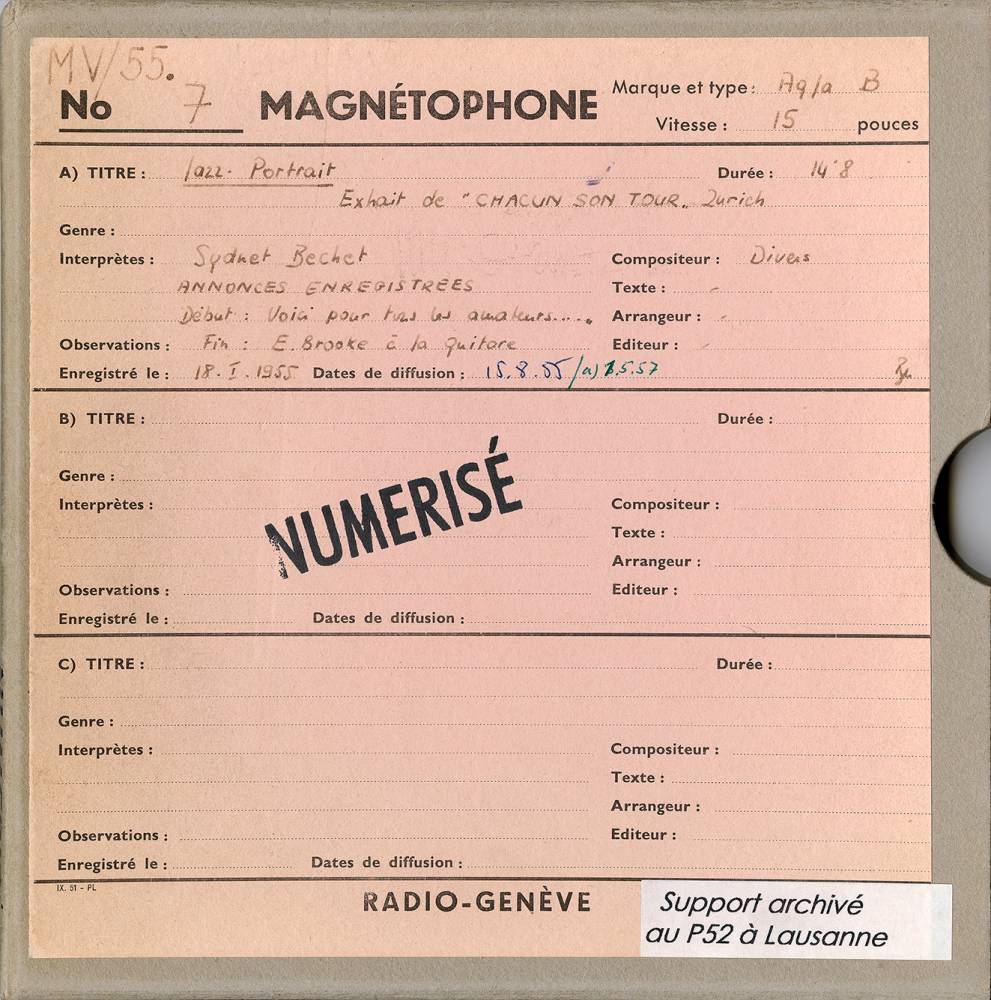 MV/55.
No 7 MAGNÉTOPHONE Marque et type : Agfa B
Vitesse : 15 pouces
A) TITRE : Jazz - Portrait Durée : 14'8
Extrait de "CHACUN SON TOUR" Zurich
Genre :
Interprètes : Sydney Bechet Compositeur : Divers
ANNONCES ENREGISTREES Texte : -
Début : Voici pour tous les amateurs..... Arrangeur : -
Observations : Fin : E. Brooke à la guitare Editeur : -
Enregistré le : 18. I. 1955 Dates de diffusion : 15.8.55/(a) 1.5.57
B) TITRE : Durée :
Genre :
Interprètes : Compositeur :
NUMERISÉ
Texte :
Arrangeur :
Observations : Editeur :
Enregistré le : Dates de diffusion :
C) TITRE : Durée :
Genre :
Interprètes : Compositeur :
Texte :
Arrangeur :
Observations : Editeur :
Enregistré le : Dates de diffusion :
IX. 51 - PL
RADIO-GENÈVE
Support archivé
au P52 à Lausanne